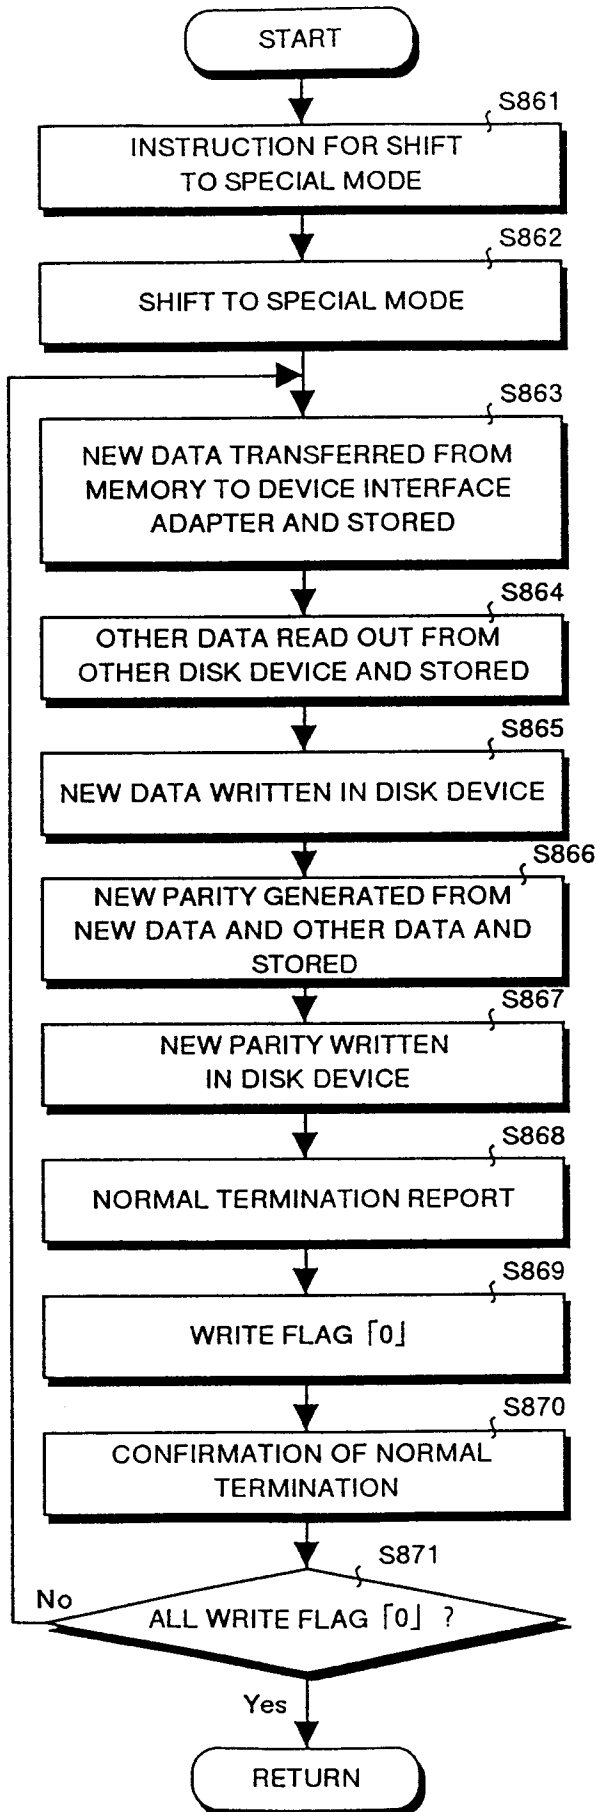 START
S861
INSTRUCTION FOR SHIFT
TO SPECIAL MODE
S862
SHIFT TO SPECIAL MODE
S863
NEW DATA TRANSFERRED FROM
MEMORY TO DEVICE INTERFACE
ADAPTER AND STORED
S864
OTHER DATA READ OUT FROM
OTHER DISK DEVICE AND STORED
S865
NEW DATA WRITTEN IN DISK DEVICE
S866
NEW PARITY GENERATED FROM
NEW DATA AND OTHER DATA AND
STORED
S867
NEW PARITY WRITTEN
IN DISK DEVICE
S868
NORMAL TERMINATION REPORT
S869
WRITE FLAG ｢0｣
S870
CONFIRMATION OF NORMAL
TERMINATION
S871
No
ALL WRITE FLAG ｢0｣ ?
Yes
RETURN